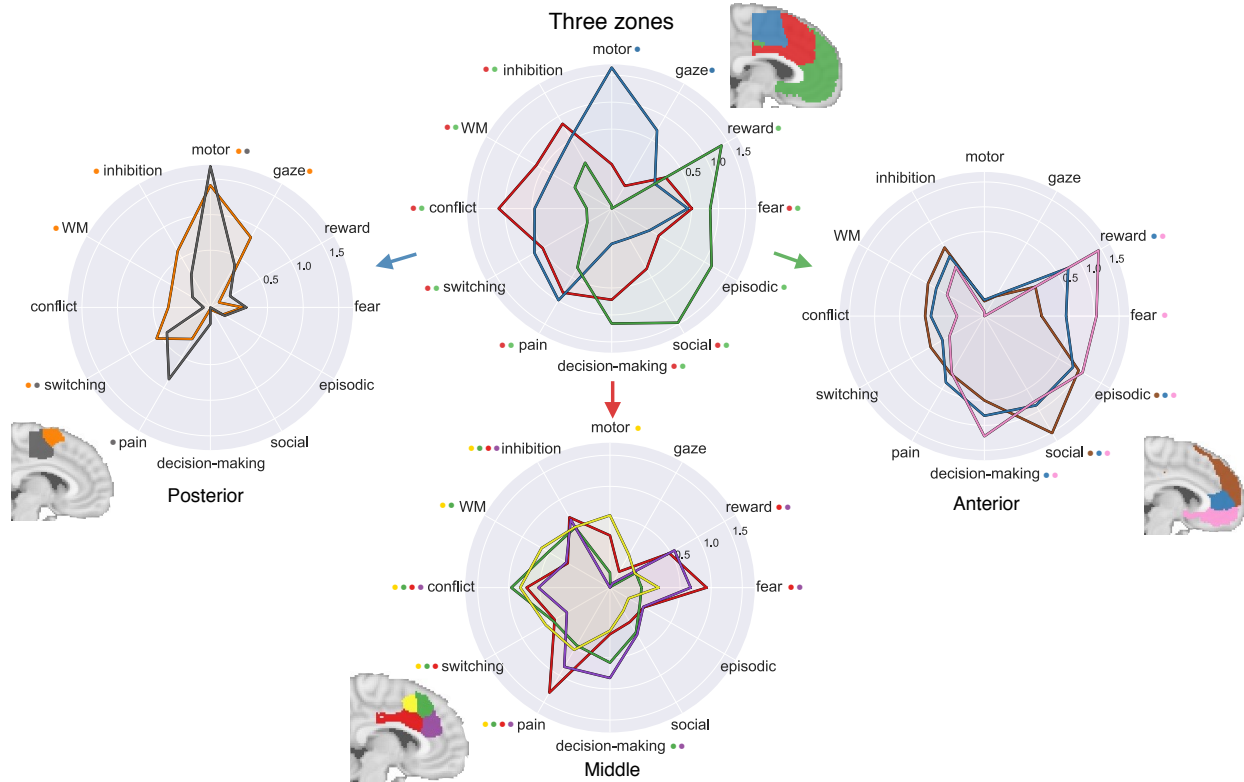 Three zones
motor
inhibition
gaze
WM
reward
1.5
1.0
0.5
conflict
fear
switching
episodic
pain
social
decision-making
motor
inhibition
gaze
WM
reward
1.5
1.0
0.5
conflict
fear
switching
episodic
pain
social
decision-making
Posterior
motor
inhibition
gaze
WM
reward
1.5
1.0
0.5
conflict
fear
switching
episodic
pain
social
decision-making
Anterior
motor
inhibition
gaze
WM
reward
1.5
1.0
0.5
conflict
fear
switching
episodic
pain
social
decision-making
Middle